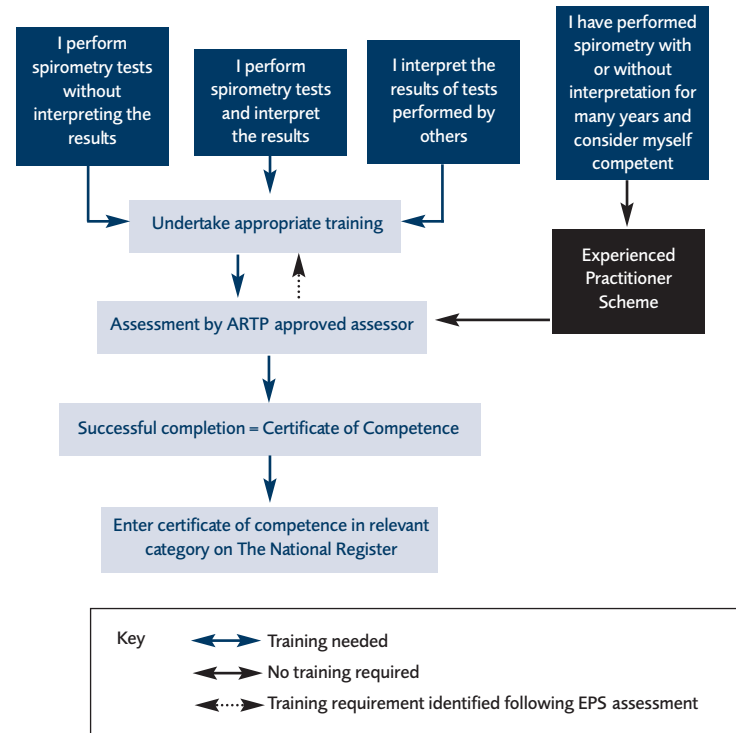 I perform
spirometry tests
without
interpreting the
results
I perform
spirometry tests
and interpret
the results
I interpret the
results of tests
performed by
others
I have performed
spirometry with
or without
interpretation for
many years and
consider myself
competent
Undertake appropriate training
Experienced
Practitioner
Scheme
Assessment by ARTP approved assessor
Successful completion = Certificate of Competence
Enter certificate of competence in relevant
category on The National Register
Key
Training needed
No training required
Training requirement identified following EPS assessment